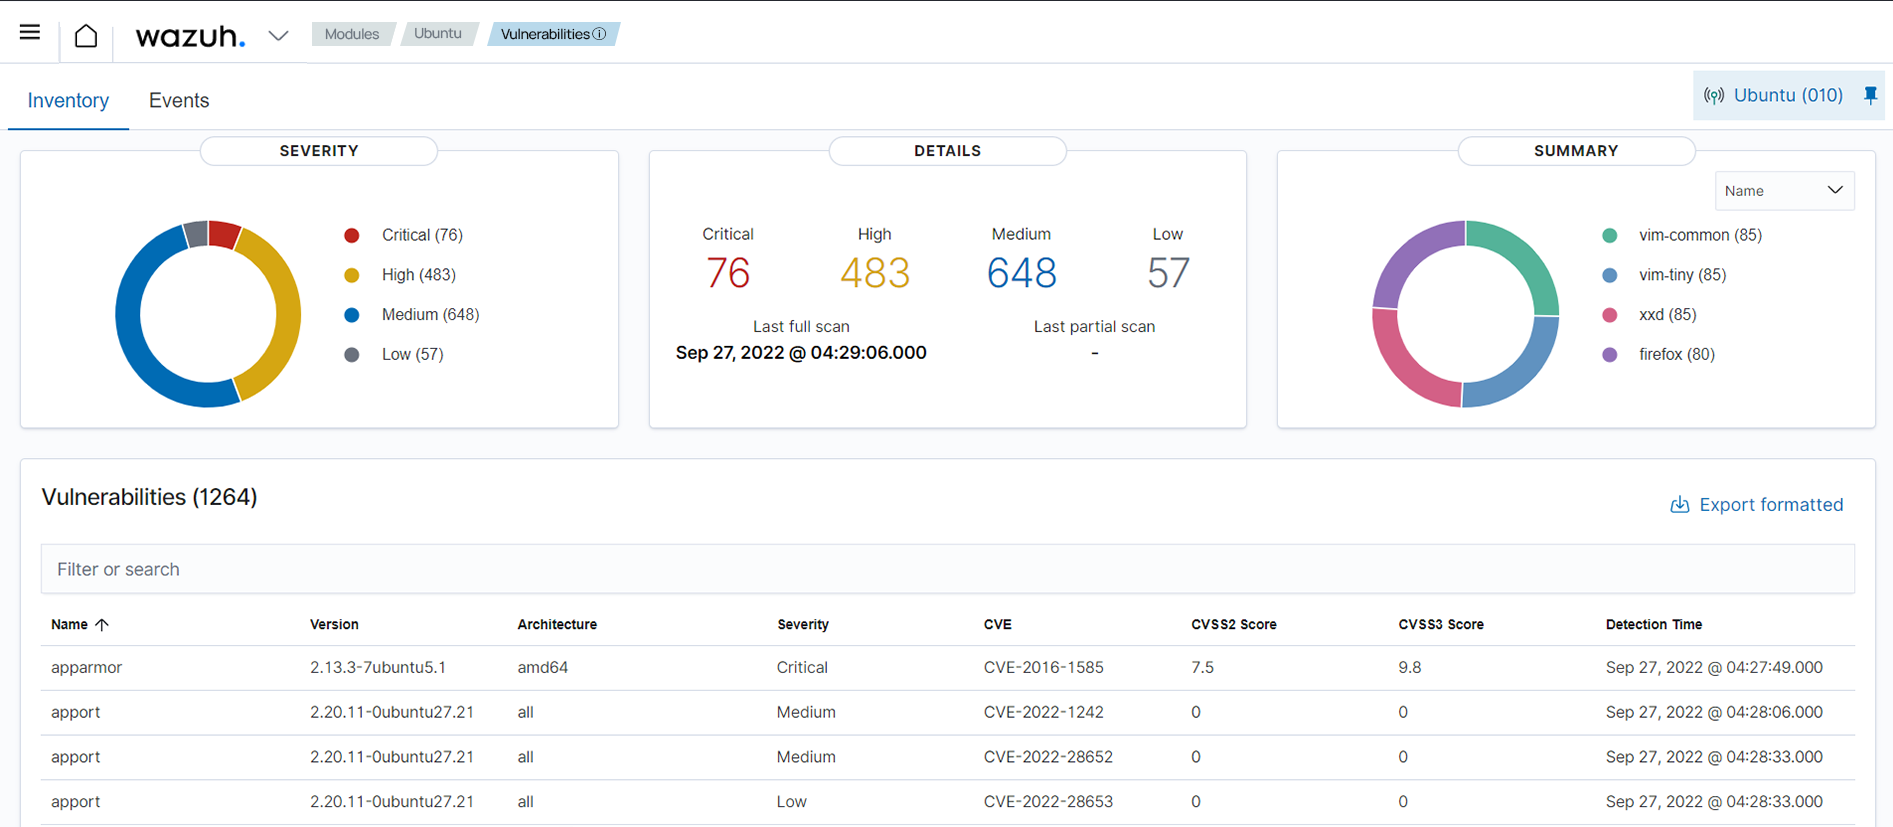 wazuh.
Modules
Ubuntu
Vulnerabilities
Inventory
Events
Ubuntu (010)
SEVERITY
Critical (76)
High (483)
Medium (648)
Low (57)
DETAILS
Critical High Medium Low
76 483 648 57
Last full scan Last partial scan
Sep 27, 2022 @ 04:29:06.000 -
SUMMARY
Name
vim-common (85)
vim-tiny (85)
xxd (85)
firefox (80)
Vulnerabilities (1264)
Export formatted
Filter or search
Name Version Architecture Severity CVE CVSS2 Score CVSS3 Score Detection Time
apparmor 2.13.3-7ubuntu5.1 amd64 Critical CVE-2016-1585 7.5 9.8 Sep 27, 2022 @ 04:27:49.000
apport 2.20.11-0ubuntu27.21 all Medium CVE-2022-1242 0 0 Sep 27, 2022 @ 04:28:06.000
apport 2.20.11-0ubuntu27.21 all Medium CVE-2022-28652 0 0 Sep 27, 2022 @ 04:28:33.000
apport 2.20.11-0ubuntu27.21 all Low CVE-2022-28653 0 0 Sep 27, 2022 @ 04:28:33.000